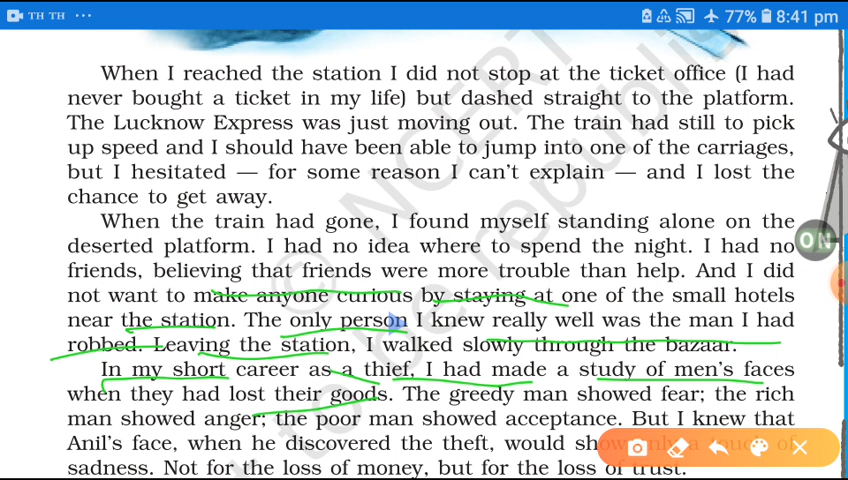 TH TH ... 77% 8:41 pm
When I reached the station I did not stop at the ticket office (I had
never bought a ticket in my life) but dashed straight to the platform.
The Lucknow Express was just moving out. The train had still to pick
up speed and I should have been able to jump into one of the carriages,
but I hesitated — for some reason I can't explain — and I lost the
chance to get away.
When the train had gone, I found myself standing alone on the
deserted platform. I had no idea where to spend the night. I had no
ON
friends, believing that friends were more trouble than help. And I did
not want to make anyone curious by staying at one of the small hotels
near the station. The only person I knew really well was the man I had
robbed. Leaving the station, I walked slowly through the bazaar.
In my short career as a thief, I had made a study of men's faces
when they had lost their goods. The greedy man showed fear; the rich
man showed anger; the poor man showed acceptance. But I knew that
Anil's face, when he discovered the theft, would show only a touch of
sadness. Not for the loss of money, but for the loss of trust.
© NCERT
not to be republis